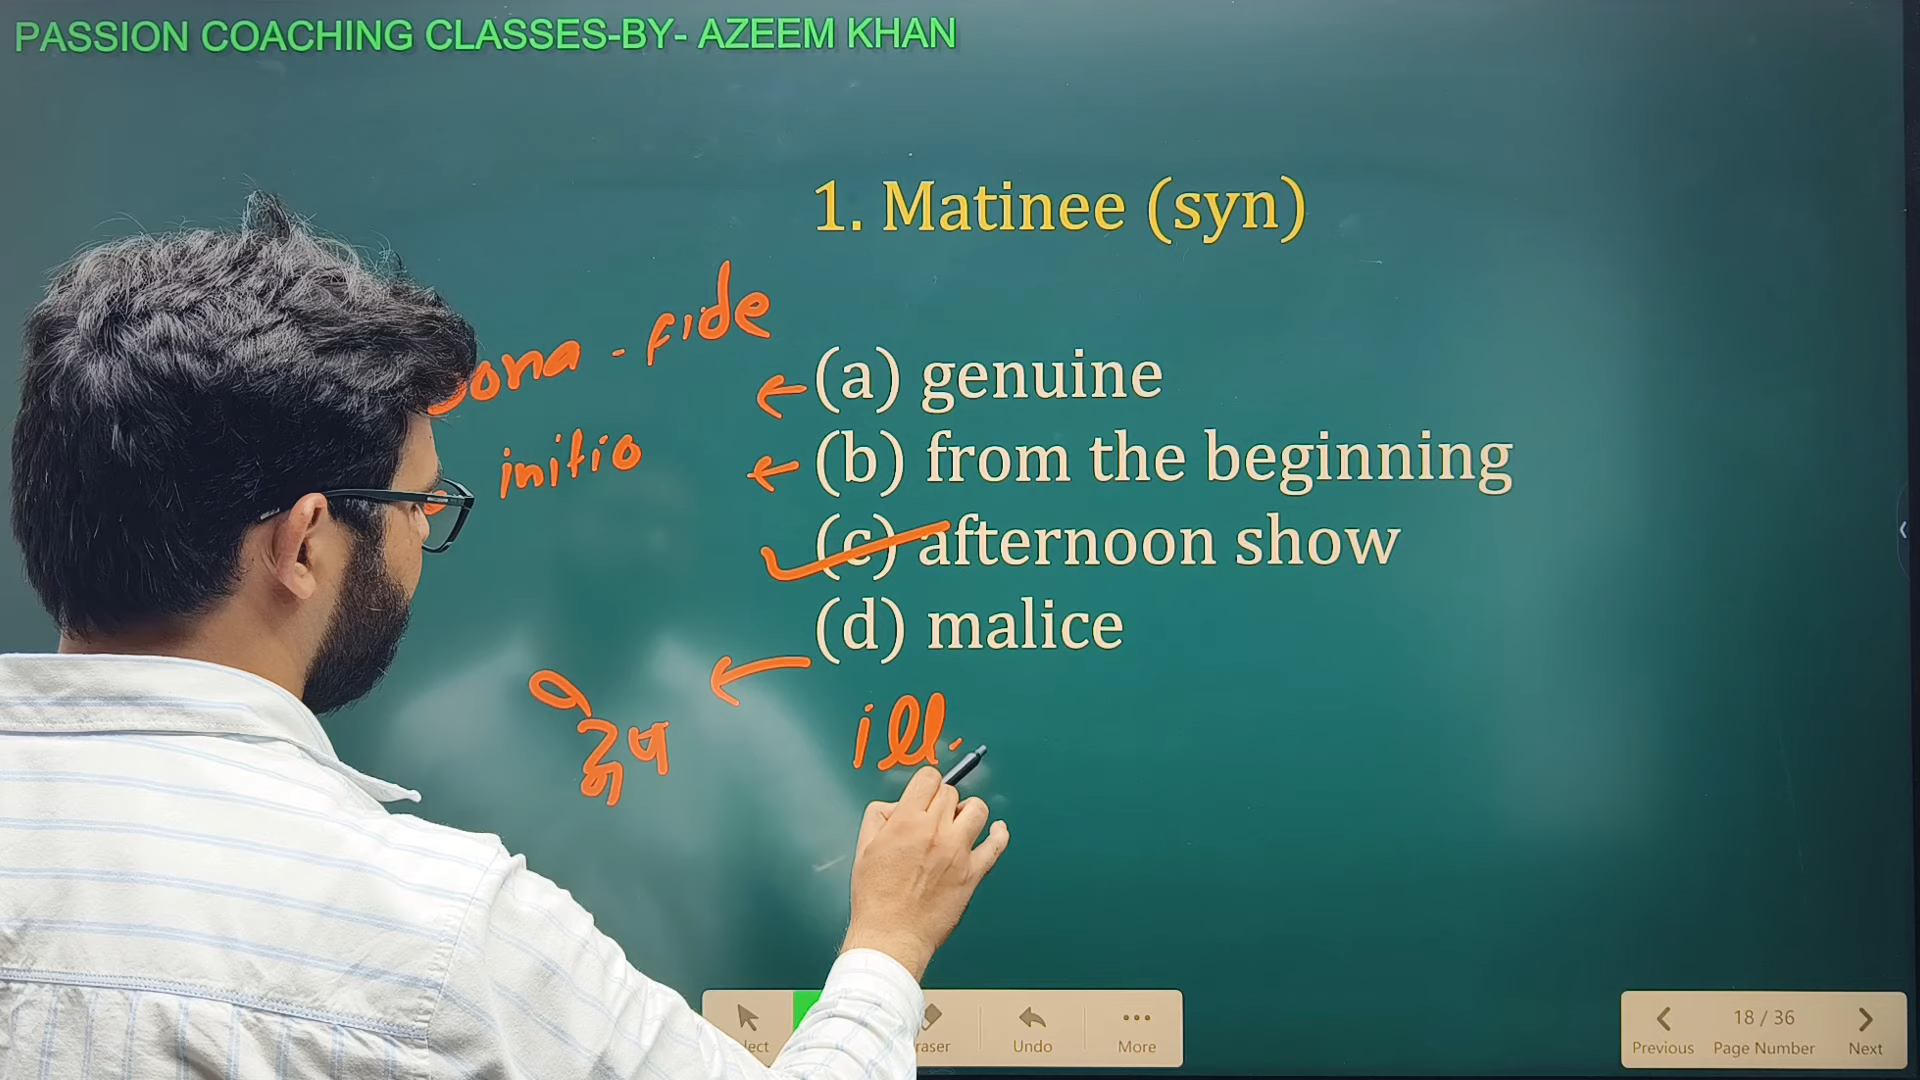 PASSION COACHING CLASSES-BY- AZEEM KHAN
1. Matinee (syn)
bona-fide
(a) genuine
initio
(b) from the beginning
(c) afternoon show
(d) malice
ill.
Undo
More
18 / 36
Previous
Page Number
Next